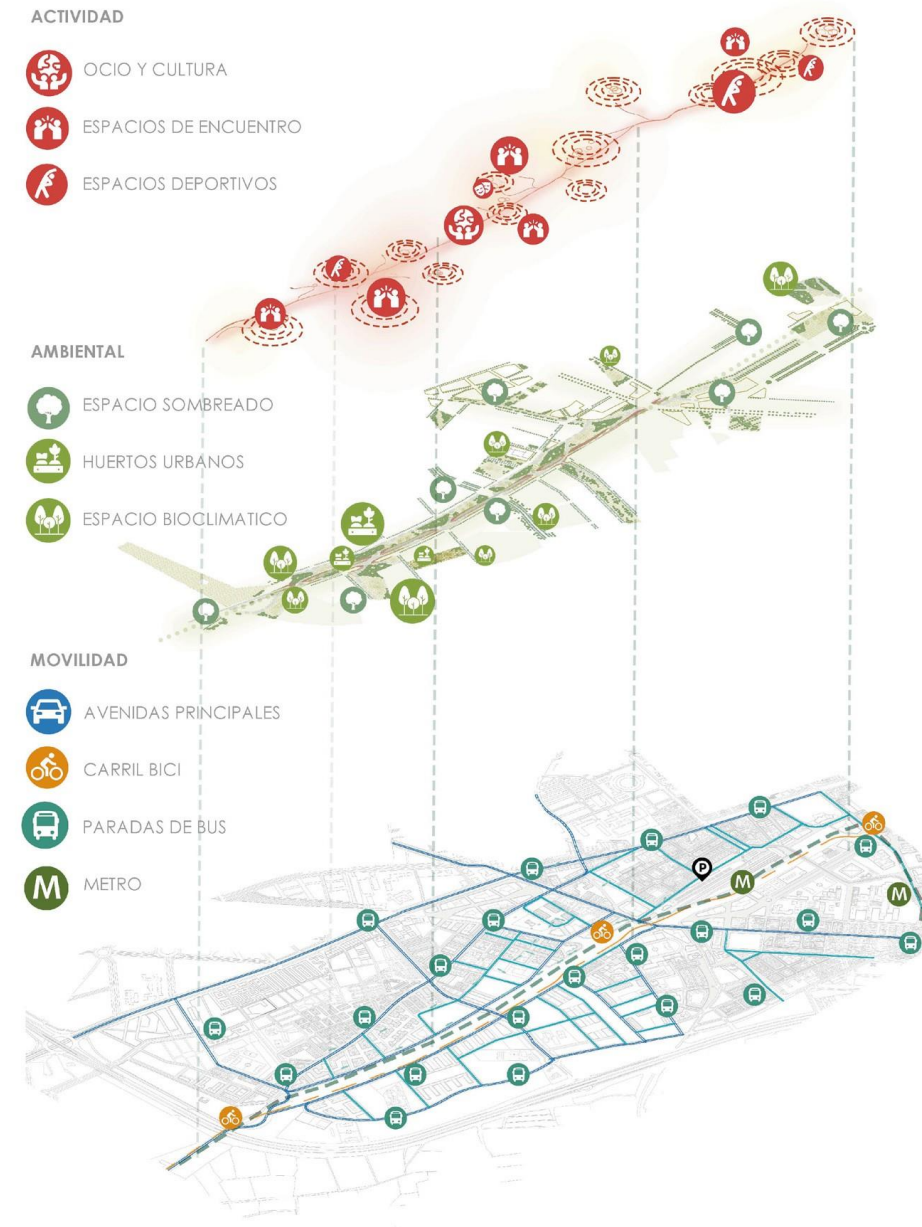 ACTIVIDAD
OCIO Y CULTURA
ESPACIOS DE ENCUENTRO
ESPACIOS DEPORTIVOS
AMBIENTAL
ESPACIO SOMBREADO
HUERTOS URBANOS
ESPACIO BIOCLIMATICO
MOVILIDAD
AVENIDAS PRINCIPALES
CARRIL BICI
PARADAS DE BUS
M METRO
P
M
M